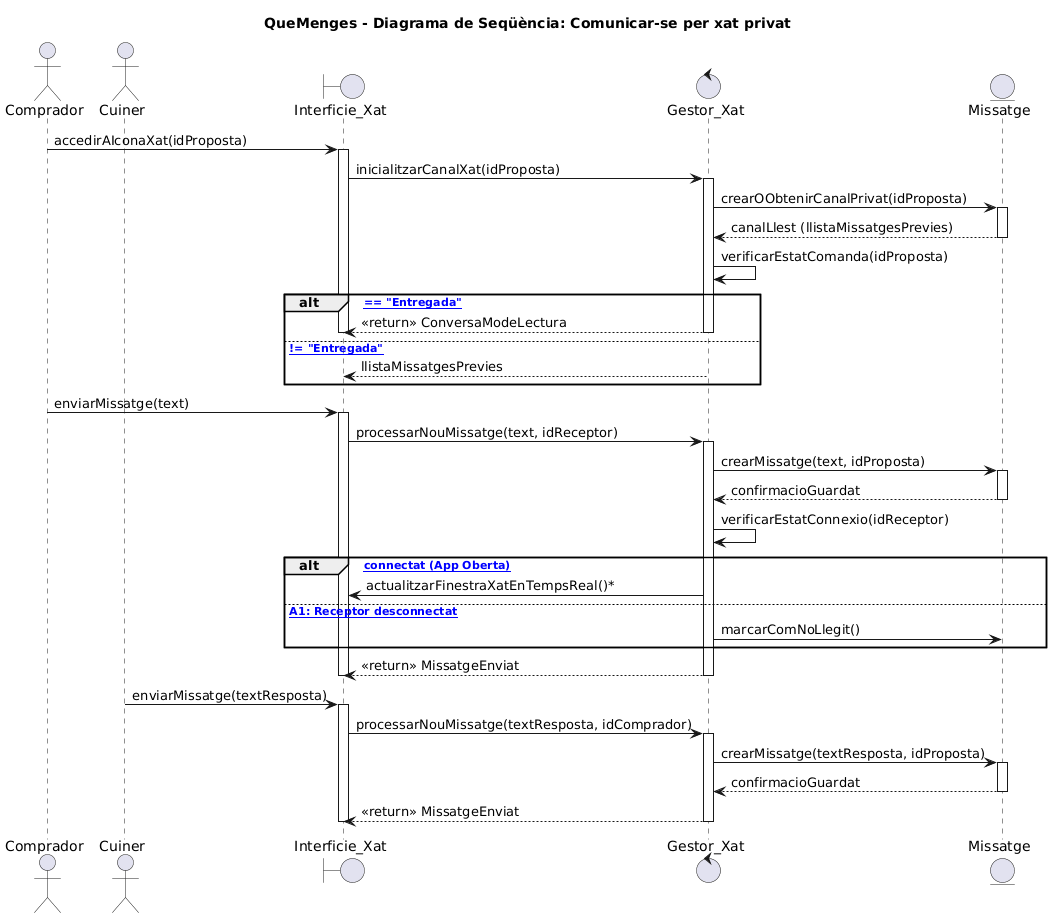 QueMenges - Diagrama de Seqüència: Comunicar-se per xat privat
Comprador
Cuiner
Interficie_Xat
Gestor_Xat
Missatge
accedirAIconaXat(idProposta)
inicialitzarCanalXat(idProposta)
crearOObtenirCanalPrivat(idProposta)
canalLlest (llistaMissatgesPrevies)
verificarEstatComanda(idProposta)
alt
== "Entregada"
«return» ConversaModeLectura
!= "Entregada"
llistaMissatgesPrevies
enviarMissatge(text)
processarNouMissatge(text, idReceptor)
crearMissatge(text, idProposta)
confirmacioGuardat
verificarEstatConnexio(idReceptor)
alt
connectat (App Oberta)
actualitzarFinestraXatEnTempsReal()*
A1: Receptor desconnectat
marcarComNoLlegit()
«return» MissatgeEnviat
enviarMissatge(textResposta)
processarNouMissatge(textResposta, idComprador)
crearMissatge(textResposta, idProposta)
confirmacioGuardat
«return» MissatgeEnviat
Comprador
Cuiner
Interficie_Xat
Gestor_Xat
Missatge